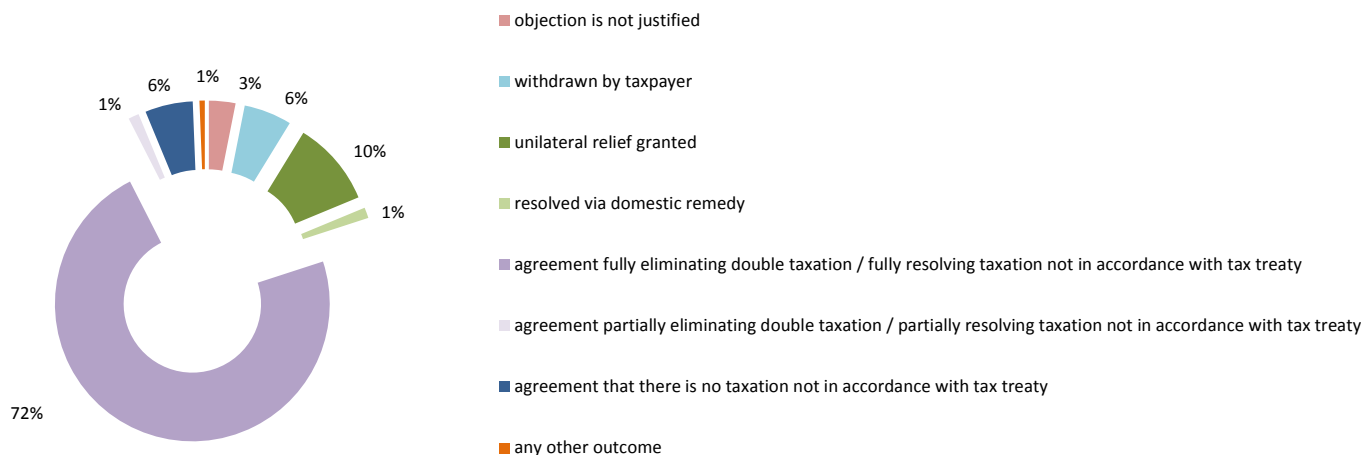 objection is not justified
1%
3%
6%
withdrawn by taxpayer
6%
1%
unilateral relief granted
10%
resolved via domestic remedy
1%
agreement fully eliminating double taxation / fully resolving taxation not in accordance with tax treaty
agreement partially eliminating double taxation / partially resolving taxation not in accordance with tax treaty
agreement that there is no taxation not in accordance with tax treaty
72%
any other outcome